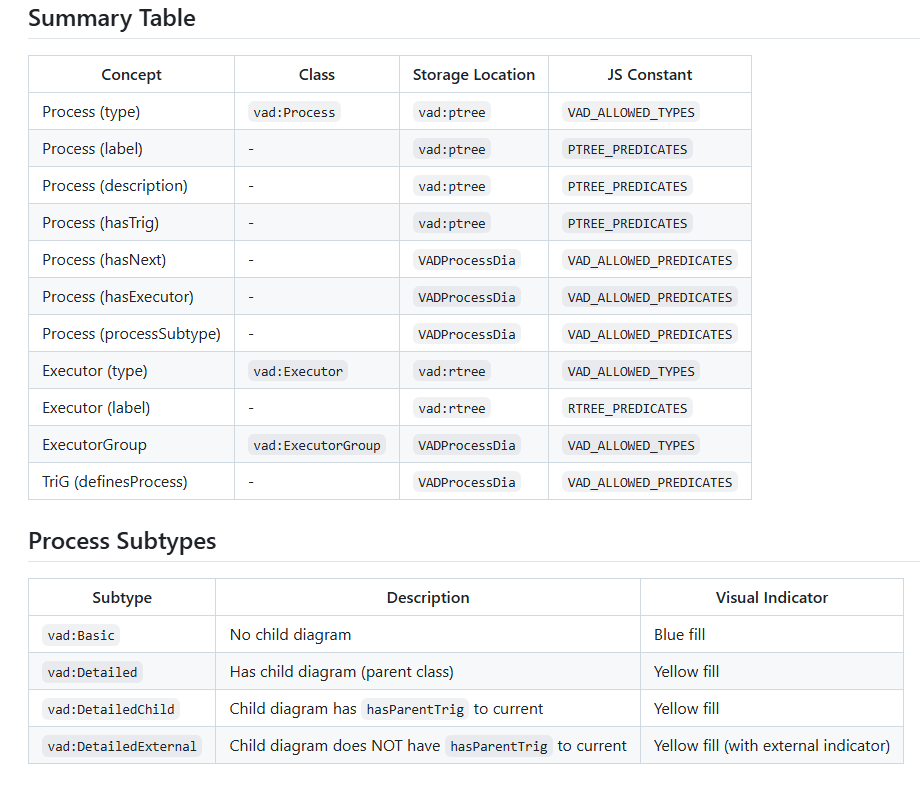 Summary Table
Concept Class Storage Location JS Constant
Process (type) vad:Process vad:ptree VAD_ALLOWED_TYPES
Process (label) - vad:ptree PTREE_PREDICATES
Process (description) - vad:ptree PTREE_PREDICATES
Process (hasTrig) - vad:ptree PTREE_PREDICATES
Process (hasNext) - VADProcessDia VAD_ALLOWED_PREDICATES
Process (hasExecutor) - VADProcessDia VAD_ALLOWED_PREDICATES
Process (processSubtype) - VADProcessDia VAD_ALLOWED_PREDICATES
Executor (type) vad:Executor vad:rtree VAD_ALLOWED_TYPES
Executor (label) - vad:rtree RTREE_PREDICATES
ExecutorGroup vad:ExecutorGroup VADProcessDia VAD_ALLOWED_TYPES
TriG (definesProcess) - VADProcessDia VAD_ALLOWED_PREDICATES
Process Subtypes
Subtype Description Visual Indicator
vad:Basic No child diagram Blue fill
vad:Detailed Has child diagram (parent class) Yellow fill
vad:DetailedChild Child diagram has hasParentTrig to current Yellow fill
vad:DetailedExternal Child diagram does NOT have hasParentTrig to current Yellow fill (with external indicator)